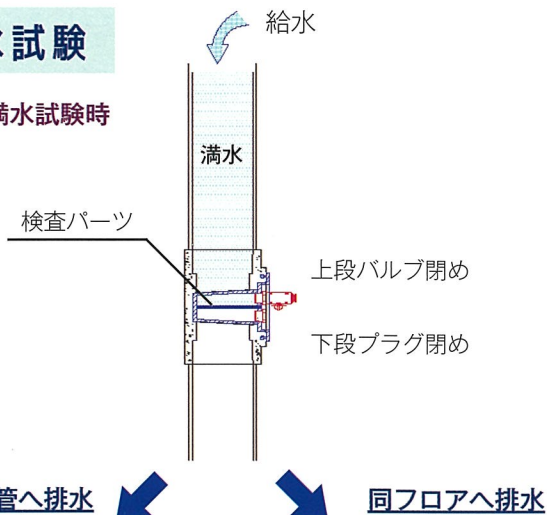 給水
水試験
満水試験時
満水
検査パーツ
上段バルブ閉め
下段プラグ閉め
管へ排水
同フロアへ排水